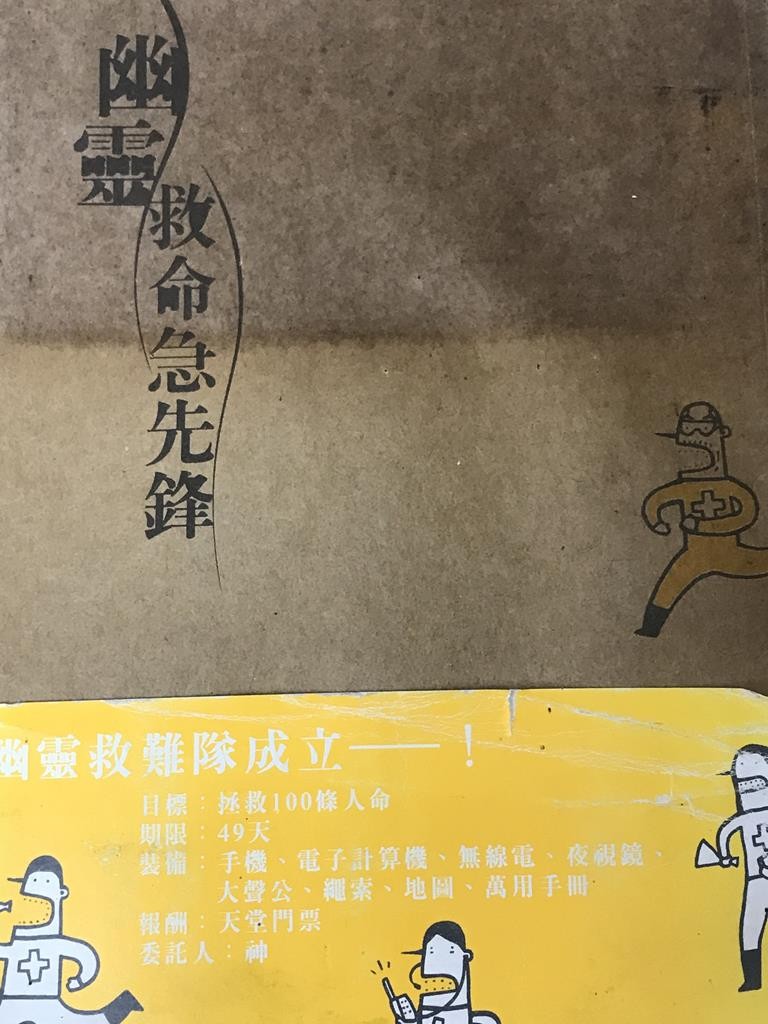 幽靈
救命急先鋒
幽靈救難隊成立——！
目標：拯救100條人命
期限：49天
裝備：手機、電子計算機、無線電、夜視鏡、
大聲公、繩索、地圖、萬用手冊
報酬：天堂門票
委託人：神